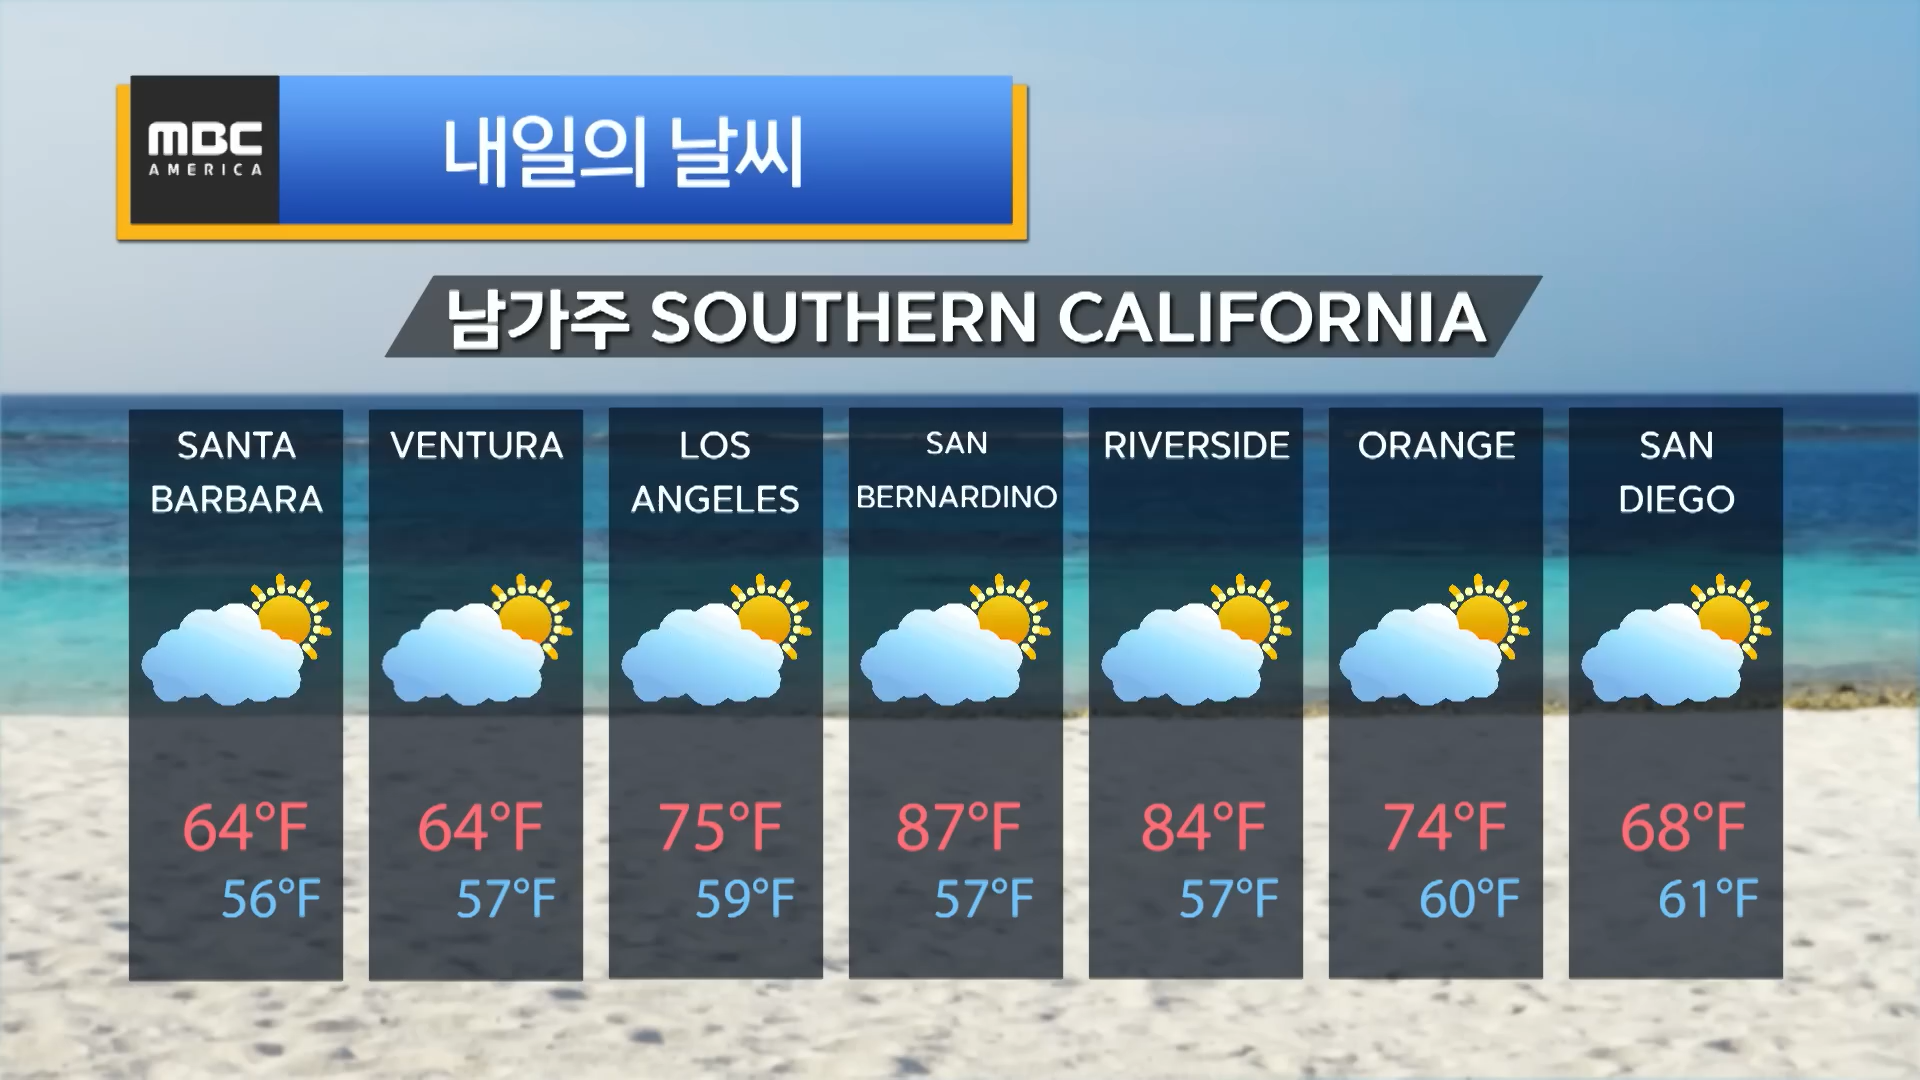 MBC
AMERICA
내일의 날씨
남가주 SOUTHERN CALIFORNIA
SANTA
BARBARA
64°F
56°F
VENTURA
64°F
57°F
LOS
ANGELES
75°F
59°F
SAN
BERNARDINO
87°F
57°F
RIVERSIDE
84°F
57°F
ORANGE
74°F
60°F
SAN
DIEGO
68°F
61°F